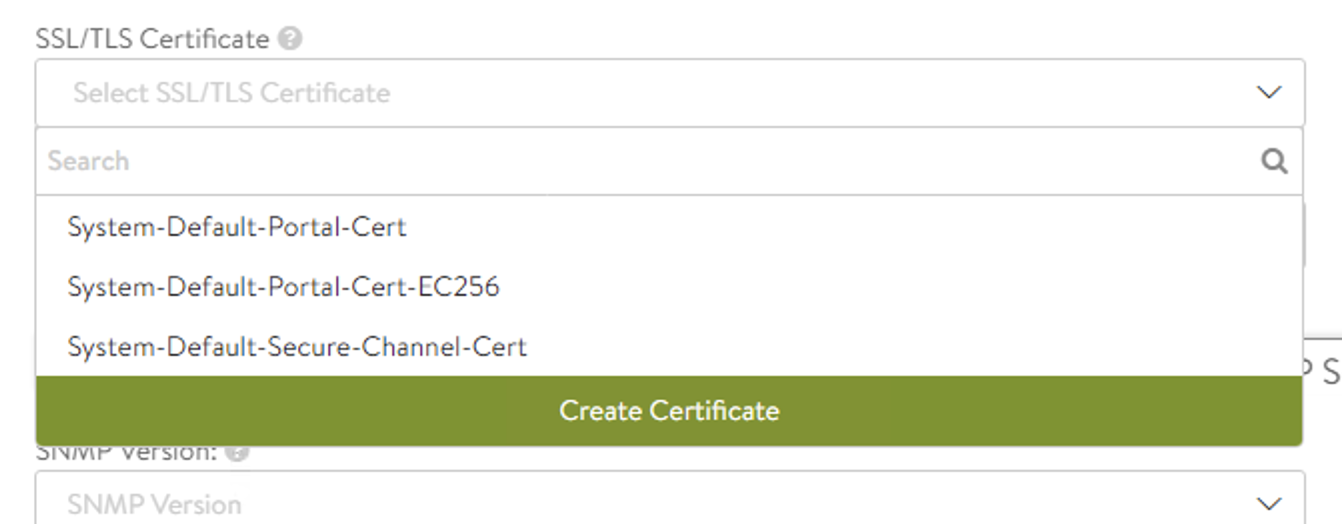 SSL/TLS Certificate
Select SSL/TLS Certificate
Search
System-Default-Portal-Cert
System-Default-Portal-Cert-EC256
System-Default-Secure-Channel-Cert
Create Certificate
SNMP Version:
SNMP Version